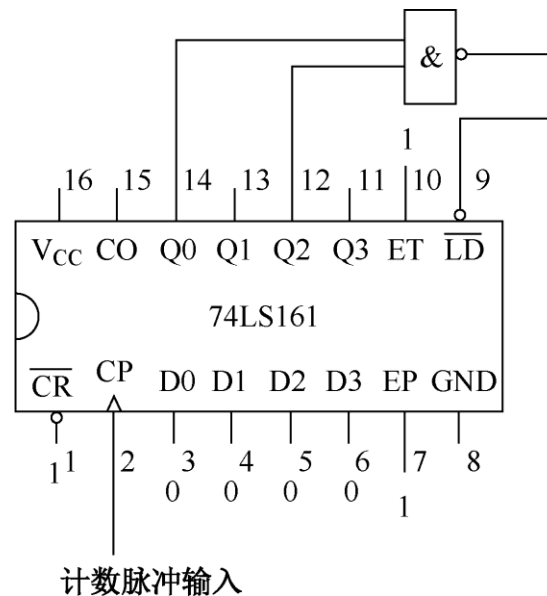 &
1
16 15 14 13 12 11 10 9
VCC CO Q0 Q1 Q2 Q3 ET LD
74LS161
CR CP D0 D1 D2 D3 EP GND
1 1 2 3 4 5 6 7 8
0 0 0 0 1
计数脉冲输入